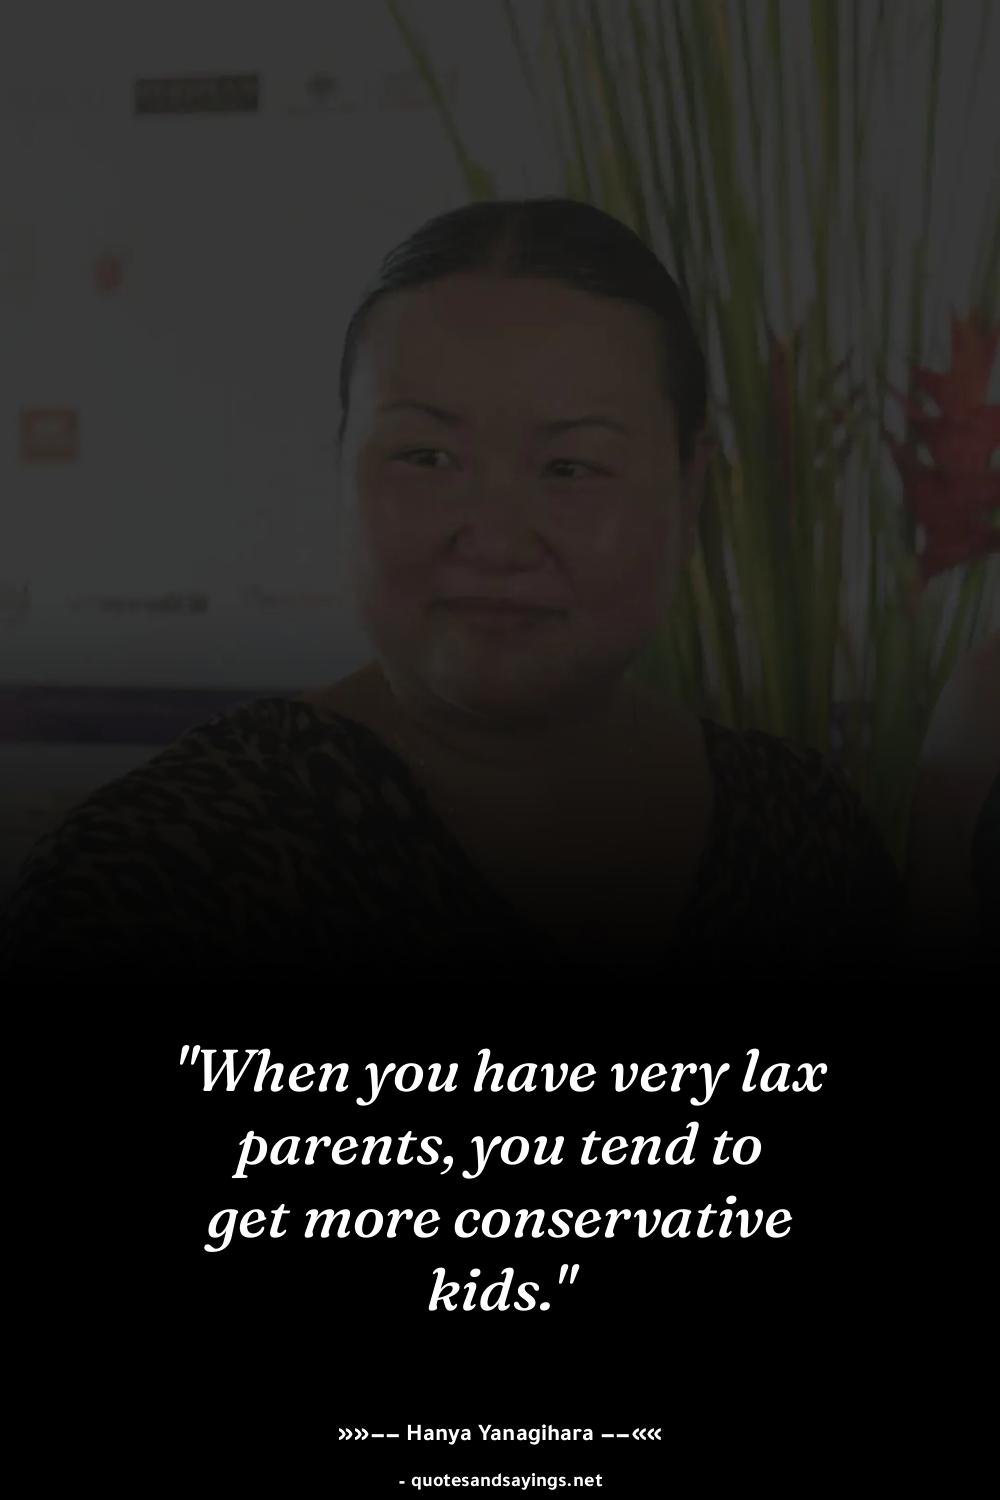 "When you have very lax
parents, you tend to
get more conservative
kids."
»»–– Hanya Yanagihara ––««
- quotesandsayings.net